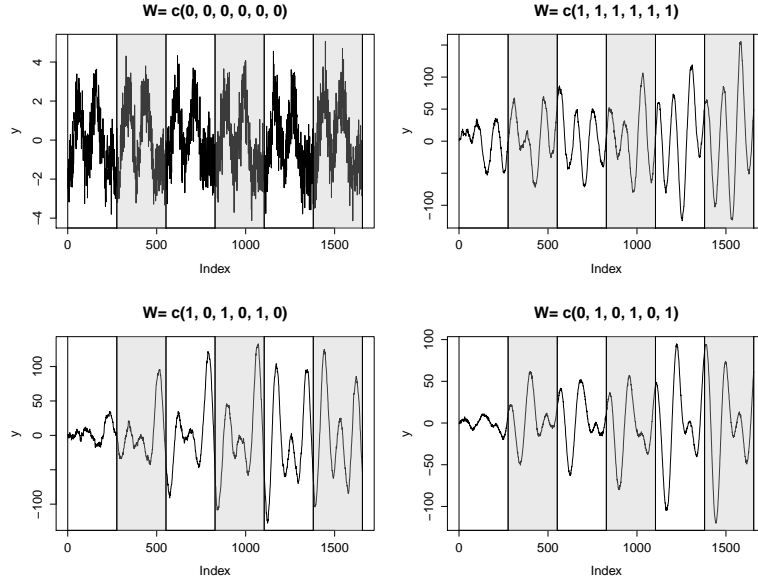 W= c(0, 0, 0, 0, 0, 0)
y
4
2
0
−2
−4
0
500
1000
1500
Index
W= c(1, 1, 1, 1, 1, 1)
y
100
50
0
−100
0
500
1000
1500
Index
W= c(1, 0, 1, 0, 1, 0)
y
100
50
0
−100
0
500
1000
1500
Index
W= c(0, 1, 0, 1, 0, 1)
y
100
50
0
−50
−100
0
500
1000
1500
Index